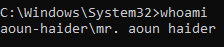 C:\Windows\System32>whoami
aoun-haider\mr. aoun haider